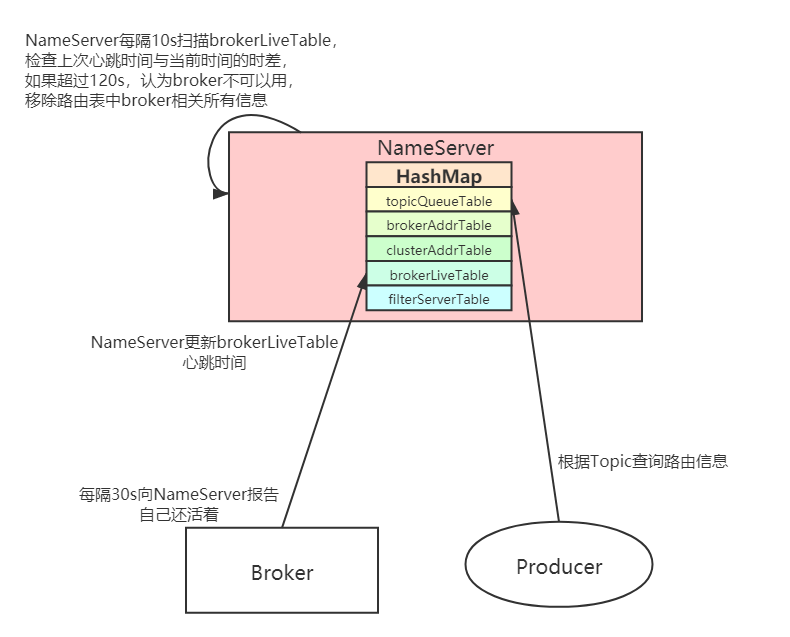 NameServer每隔10s扫描brokerLiveTable，
检查上次心跳时间与当前时间的时差，
如果超过120s，认为broker不可以用，
移除路由表中broker相关所有信息
NameServer
HashMap
topicQueueTable
brokerAddrTable
clusterAddrTable
brokerLiveTable
filterServerTable
NameServer更新brokerLiveTable
心跳时间
根据Topic查询路由信息
每隔30s向NameServer报告
自己还活着
Broker
Producer